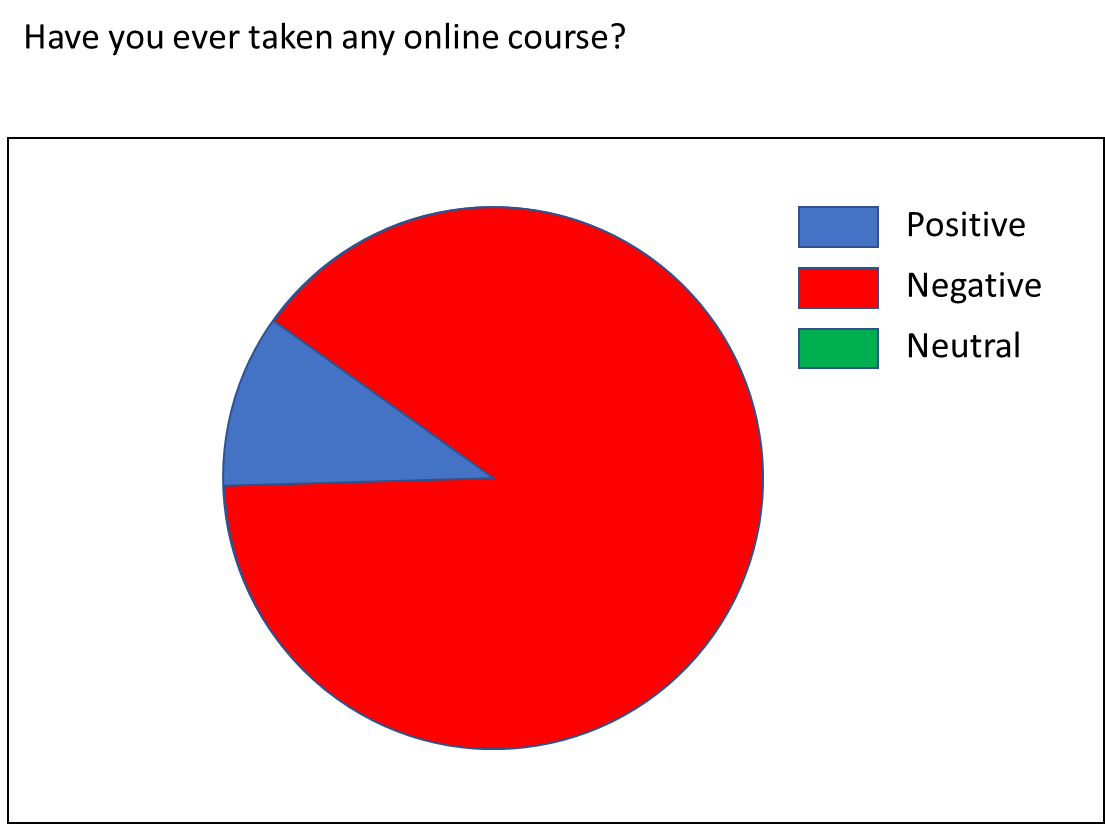 Have you ever taken any online course?
Positive
Negative
Neutral